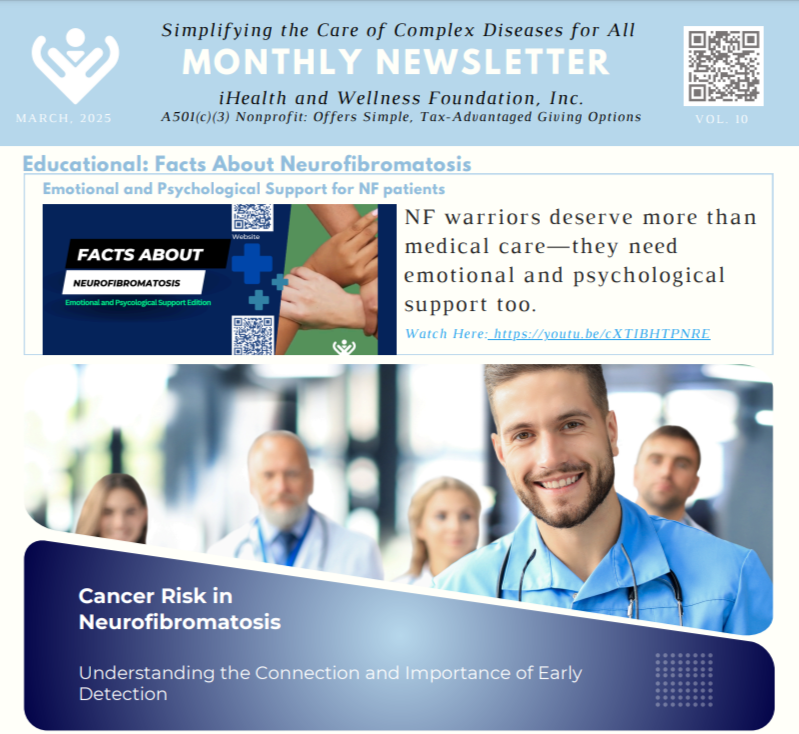 Simplifying the Care of Complex Diseases for All
MONTHLY NEWSLETTER
iHealth and Wellness Foundation, Inc.
A501(c)(3) Nonprofit: Offers Simple, Tax-Advantaged Giving Options
MARCH, 2025
VOL. 10
Educational: Facts About Neurofibromatosis
Emotional and Psychological Support for NF patients
Website
FACTS ABOUT
NEUROFIBROMATOSIS
Emotional and Psycological Support Edition
NF warriors deserve more than
medical care—they need
emotional and psychological
support too.
Watch Here: https://youtu.be/cXTIBHTPNRE
Cancer Risk in
Neurofibromatosis
Understanding the Connection and Importance of Early
Detection